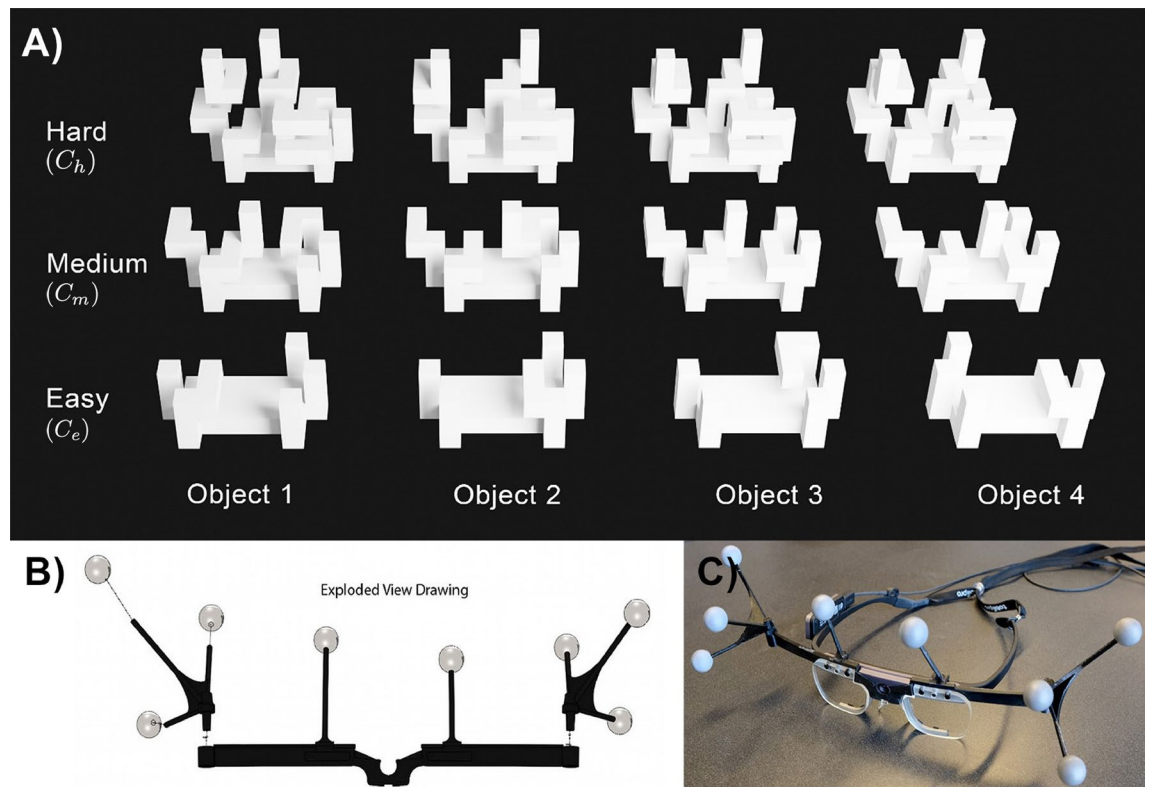 A)
Hard
(C_h)
Medium
(C_m)
Easy
(C_e)
Object 1
Object 2
Object 3
Object 4
B)
Exploded View Drawing
C)